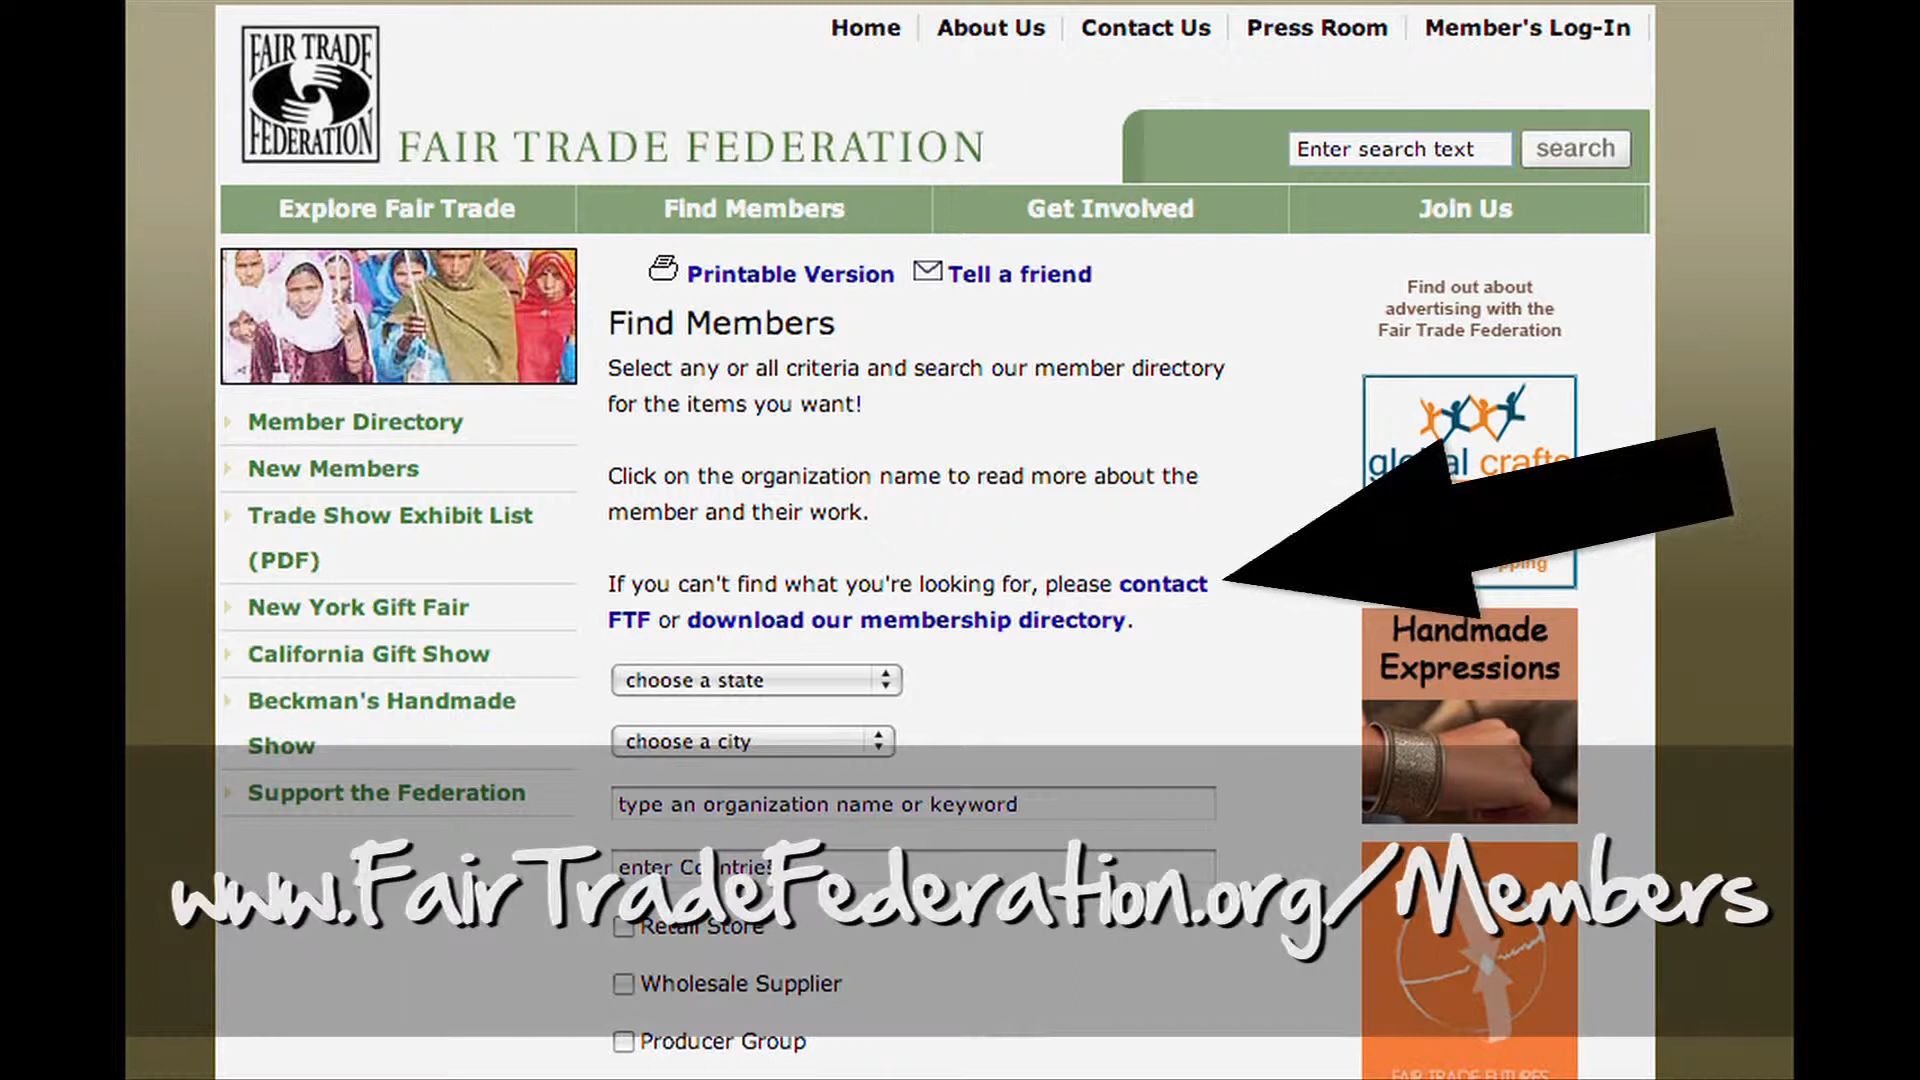 Home
About Us
Contact Us
Press Room
Member's Log-In
FAIR TRADE
FEDERATION
FAIR TRADE FEDERATION
Enter search text
search
Explore Fair Trade
Find Members
Get Involved
Join Us
Printable Version
Tell a friend
Find Members
Select any or all criteria and search our member directory
for the items you want!
Click on the organization name to read more about the
member and their work.
If you can't find what you're looking for, please contact
FTF or download our membership directory.
choose a state
choose a city
type an organization name or keyword
enter
Retail Store
Wholesale Supplier
Producer Group
Member Directory
New Members
Trade Show Exhibit List
(PDF)
New York Gift Fair
California Gift Show
Beckman's Handmade
Show
Support the Federation
Find out about
advertising with the
Fair Trade Federation
Handmade
Expressions
FAIR TRADE FUTURES
www.FairTradeFederation.org/Members